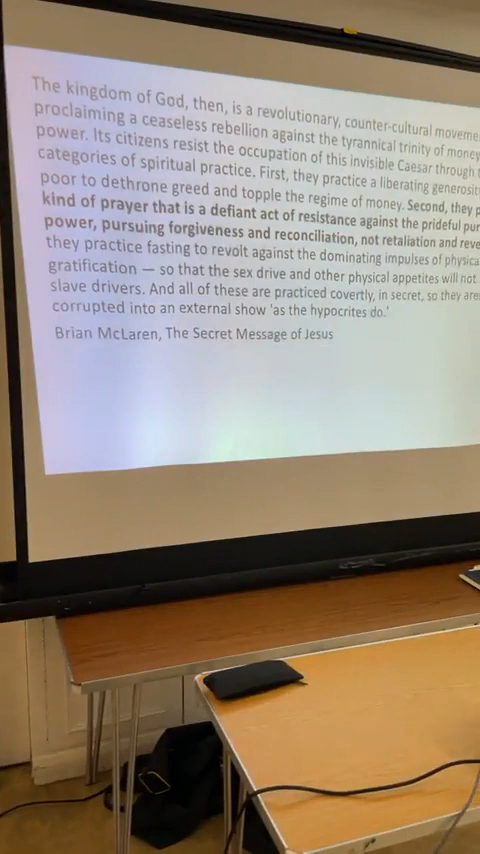 The kingdom of God, then, is a revolutionary, counter-cultural
proclaiming a ceaseless rebellion against the tyrannical trinity of money
power. Its citizens resist the occupation of this invisible Caesar through
categories of spiritual practice. First, they practice a liberating
poor to dethrone greed and topple the regime of money. Second, they
kind of prayer that is a defiant act of resistance against the prideful
power, pursuing forgiveness and reconciliation, not retaliation and
they practice fasting to revolt against the dominating impulses of
gratification — so that the sex drive and other physical appetites will not
slave drivers. And all of these are practiced covertly, in secret, so they are
corrupted into an external show 'as the hypocrites do.'
Brian McLaren, The Secret Message of Jesus